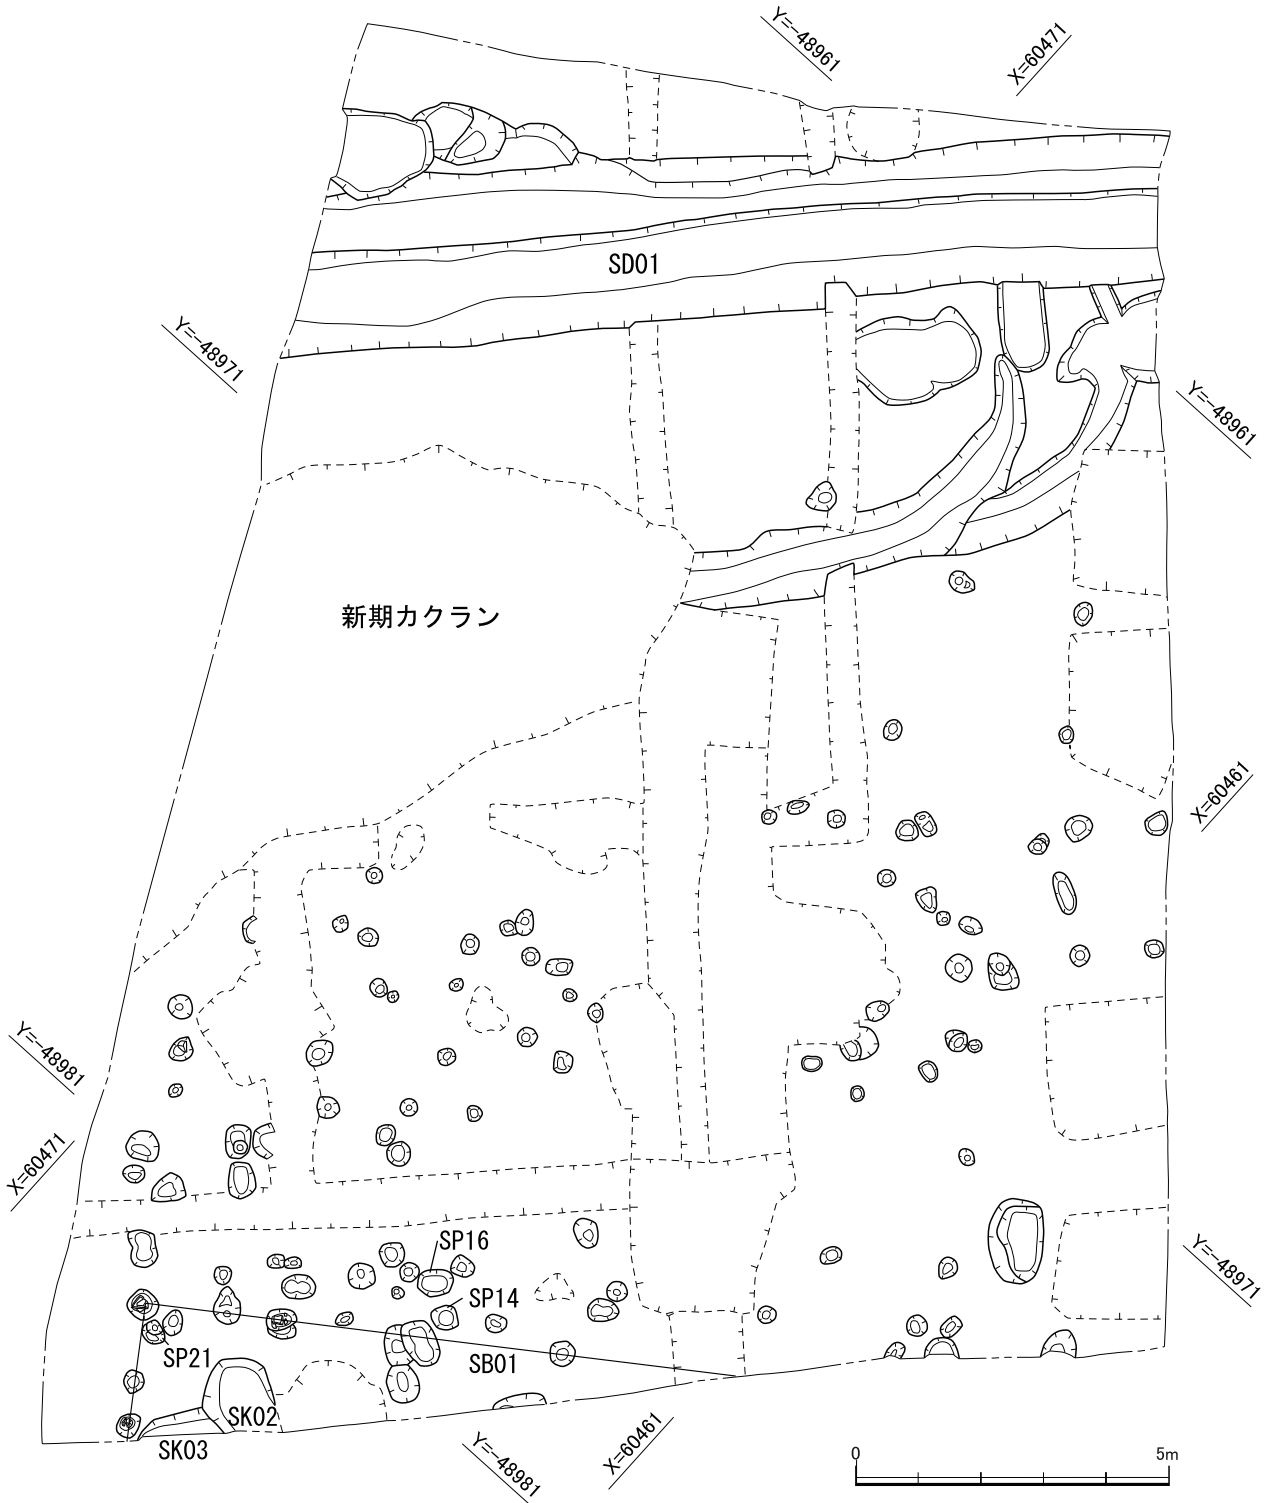 Y=-48961
X=60471
SD01
Y=-48971
Y=-48961
新期カクラン
X=60461
Y=-48981
X=60471
SP16
SP14
SP21
SB01
Y=-48971
SK02
SK03
Y=-48981
X=60461
0 5m